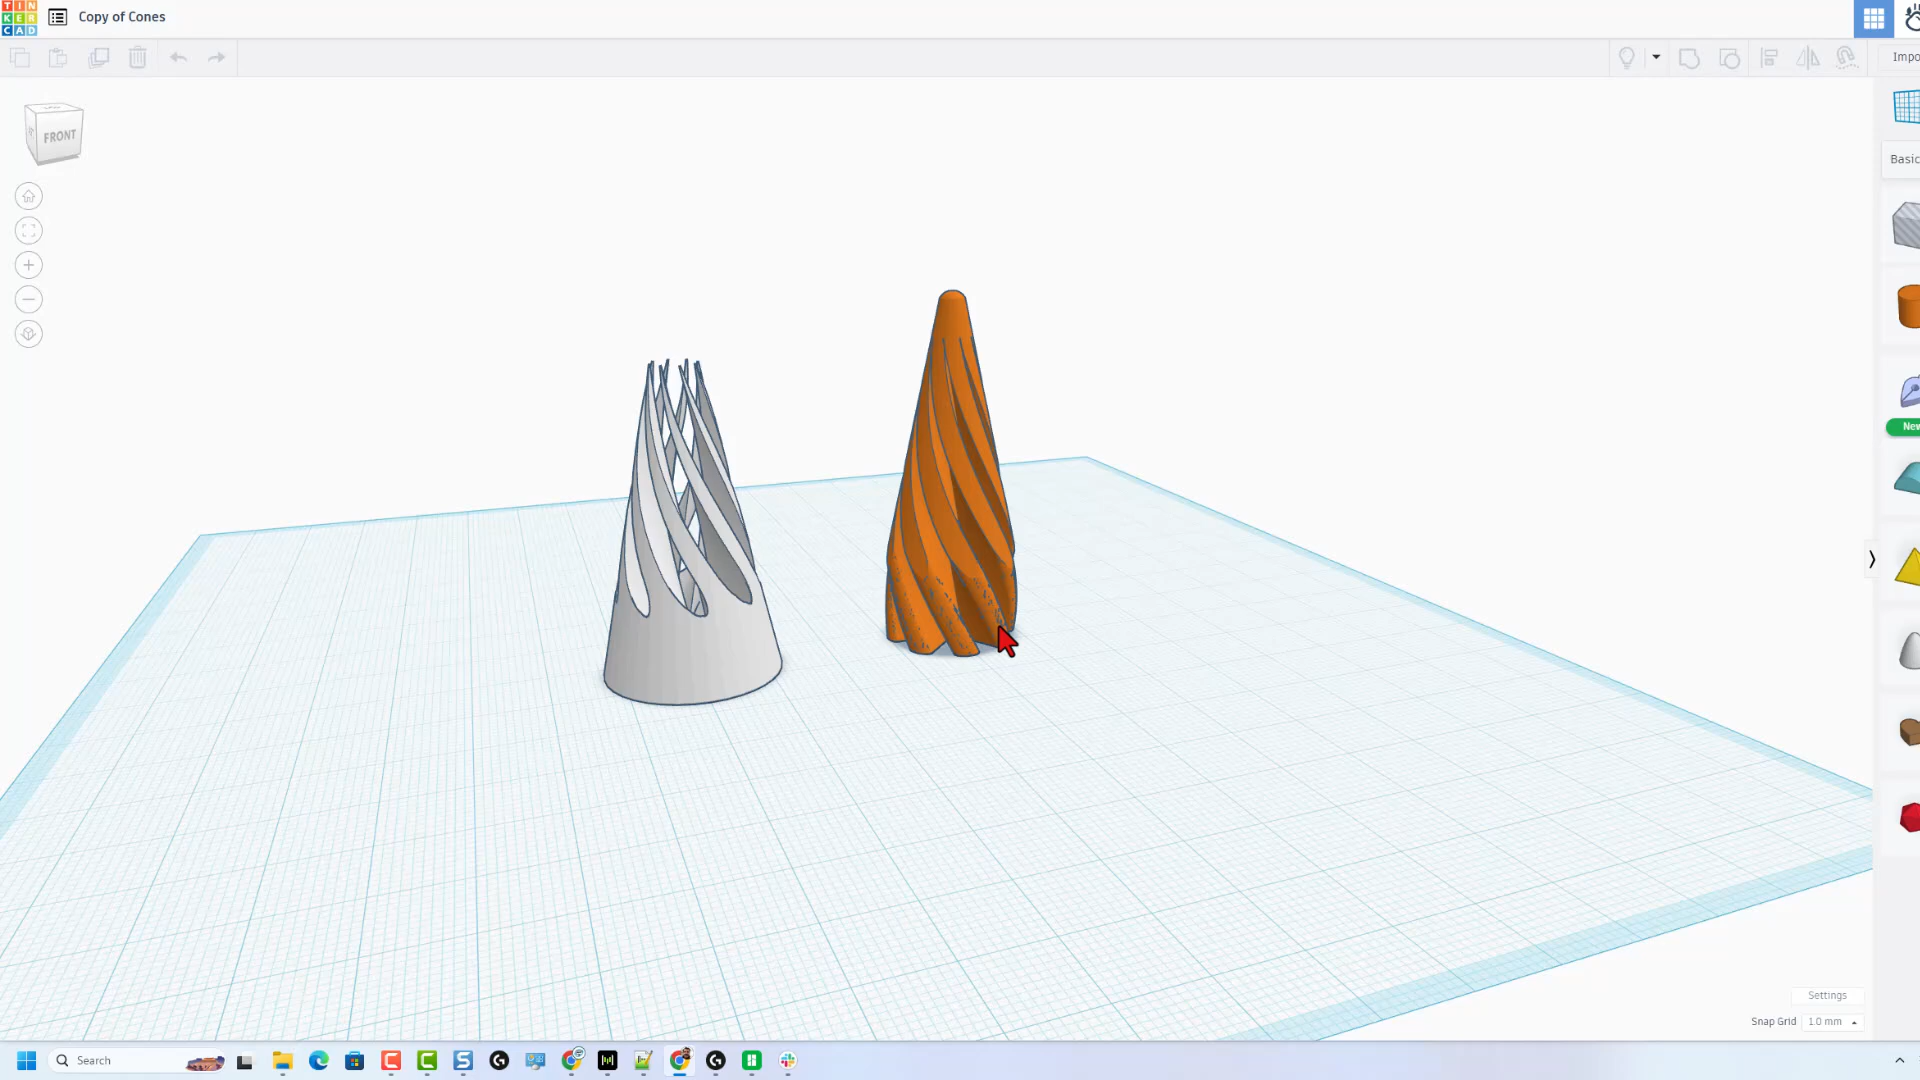 TIN
KER
CAD
Copy of Cones
Impo
FRONT
Basic
New
Settings
Snap Grid 1.0 mm
Search